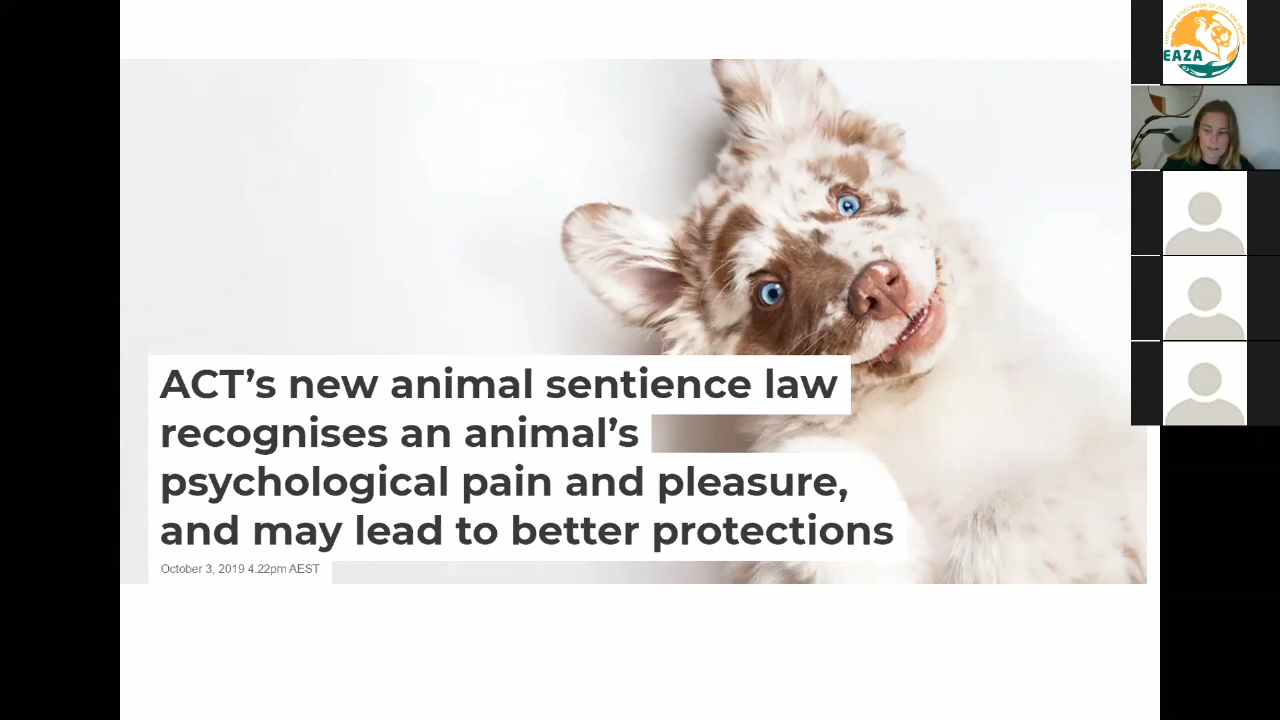 ACT’s new animal sentience law
recognises an animal’s
psychological pain and pleasure,
and may lead to better protections
October 3, 2019 4.22pm AEST
EAZA